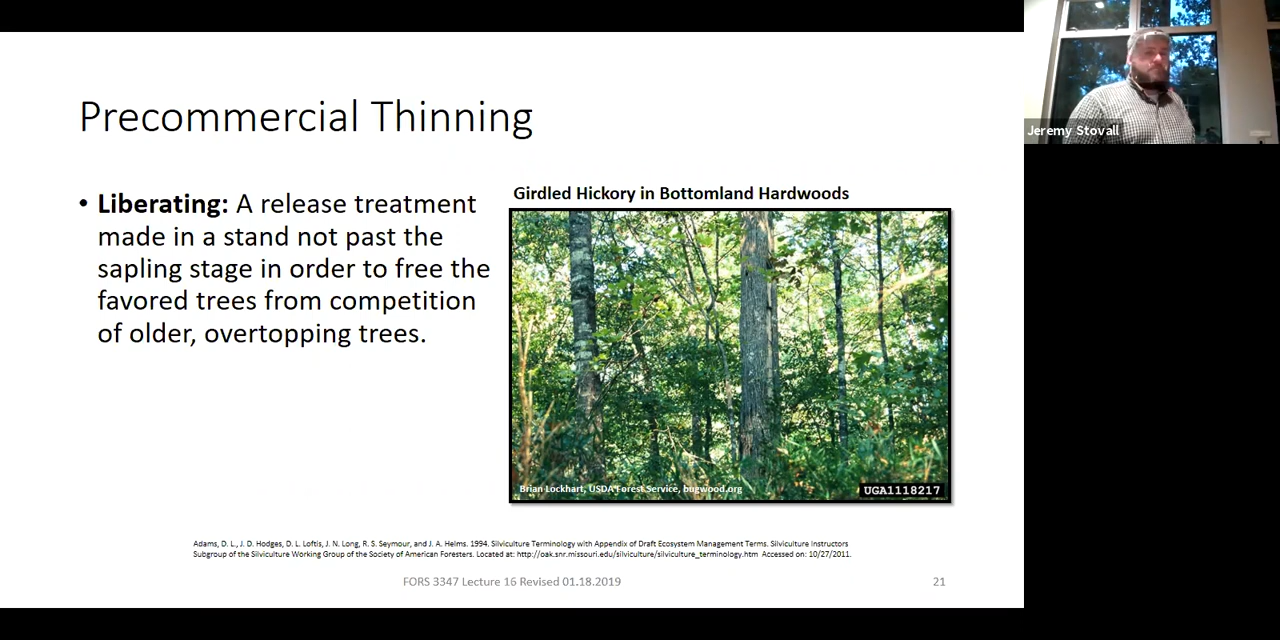 Precommercial Thinning
• Liberating: A release treatment
made in a stand not past the
sapling stage in order to free the
favored trees from competition
of older, overtopping trees.
Girdled Hickory in Bottomland Hardwoods
Brian Lockhart, USDA Forest Service, bugwood.org
UGA1118217
Adams, D. L., J. D. Hodges, D. L. Loftis, J. N. Long, R. S. Seymour, and J. A. Helms. 1994. Silviculture Terminology with Appendix of Draft Ecosystem Management Terms. Silviculture Instructors
Subgroup of the Silviculture Working Group of the Society of American Foresters. Located at: http://oak.snr.missouri.edu/silviculture/silviculture_terminology.htm Accessed on: 10/27/2011.
FORS 3347 Lecture 16 Revised 01.18.2019
21
Jeremy Stovall